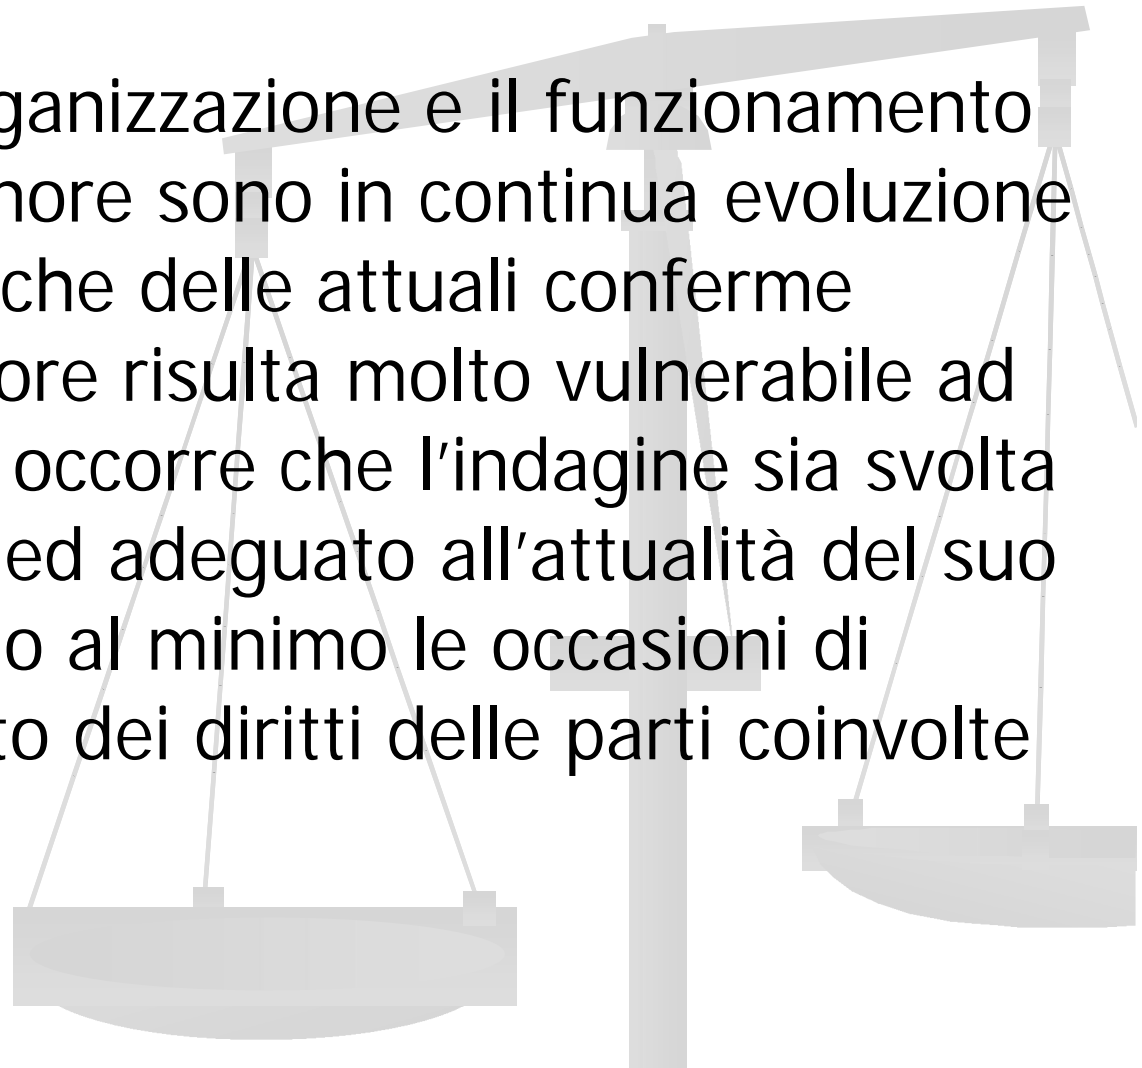 ganizzazione e il funzionamento
nore sono in continua evoluzione
che delle attuali conferme
ore risulta molto vulnerabile ad
occorre che l'indagine sia svolta
ed adeguato all'attualità del suo
o al minimo le occasioni di
to dei diritti delle parti coinvolte